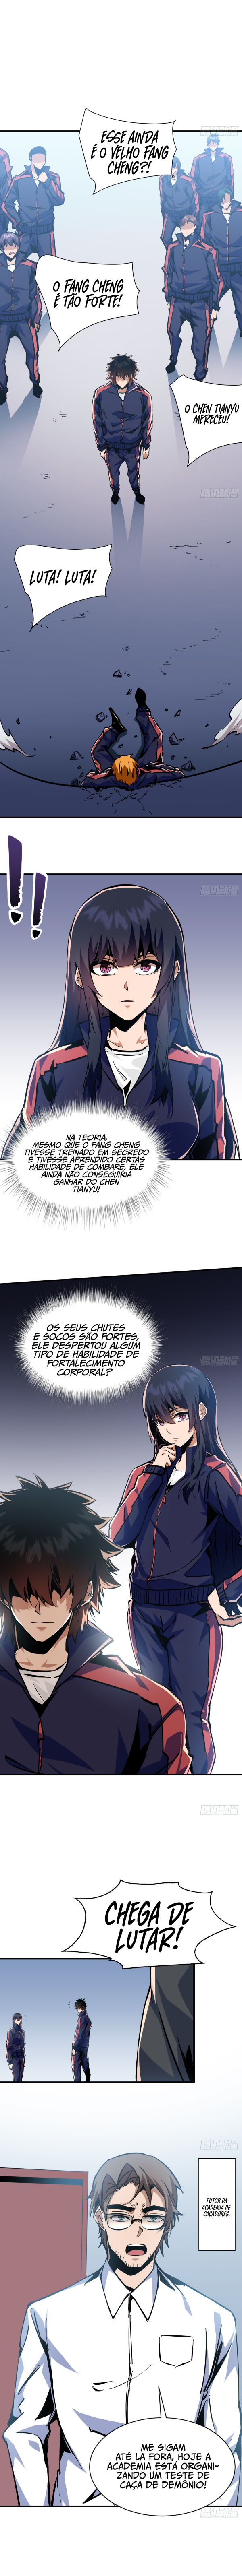 ESSE AINDA
É O VELHO FANG
CHENG?!
O FANG CHENG
É TÃO FORTE!
O CHEN TIANYU
MERECEU!
LUTA! LUTA!
NA TEORIA,
MESMO QUE O FANG CHENG
TIVESSE TREINADO EM SEGREDO
E TIVESSE APRENDIDO CERTAS
HABILIDADE DE COMBARE, ELE
AINDA NÃO CONSEGUIRIA
GANHAR DO CHEN
TIANYU!
OS SEUS CHUTES
E SOCOS SÃO FORTES,
ELE DESPERTOU ALGUM
TIPO DE HABILIDADE DE
FORTALECIMENTO
CORPORAL?
CHEGA DE
LUTAR!
TUTOR DA
ACADEMIA DE
CAÇADORES.
ME SIGAM
ATÉ LA FORA, HOJE A
ACADEMIA ESTÁ ORGANI-
ZANDO UM TESTE DE
CAÇA DE DEMÔNIO!